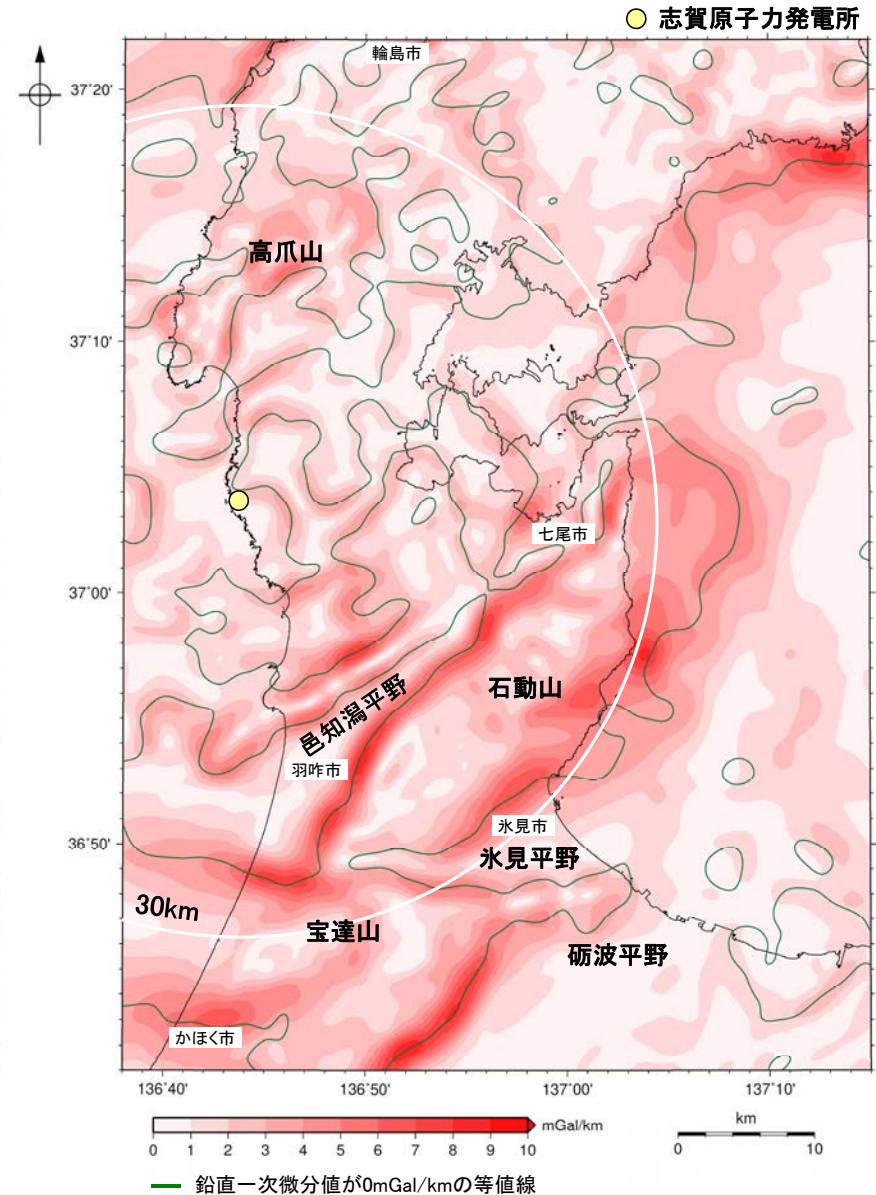 志賀原子力発電所
輪島市
37°20'
高爪山
37°10'
七尾市
37°00'
石動山
邑知潟平野
羽咋市
氷見市
36°50'
氷見平野
30km
宝達山
砺波平野
かほく市
136°40' 136°50' 137°00' 137°10'
mGal/km
0 1 2 3 4 5 6 7 8 9 10
km
0 10
鉛直一次微分値が0mGal/kmの等値線